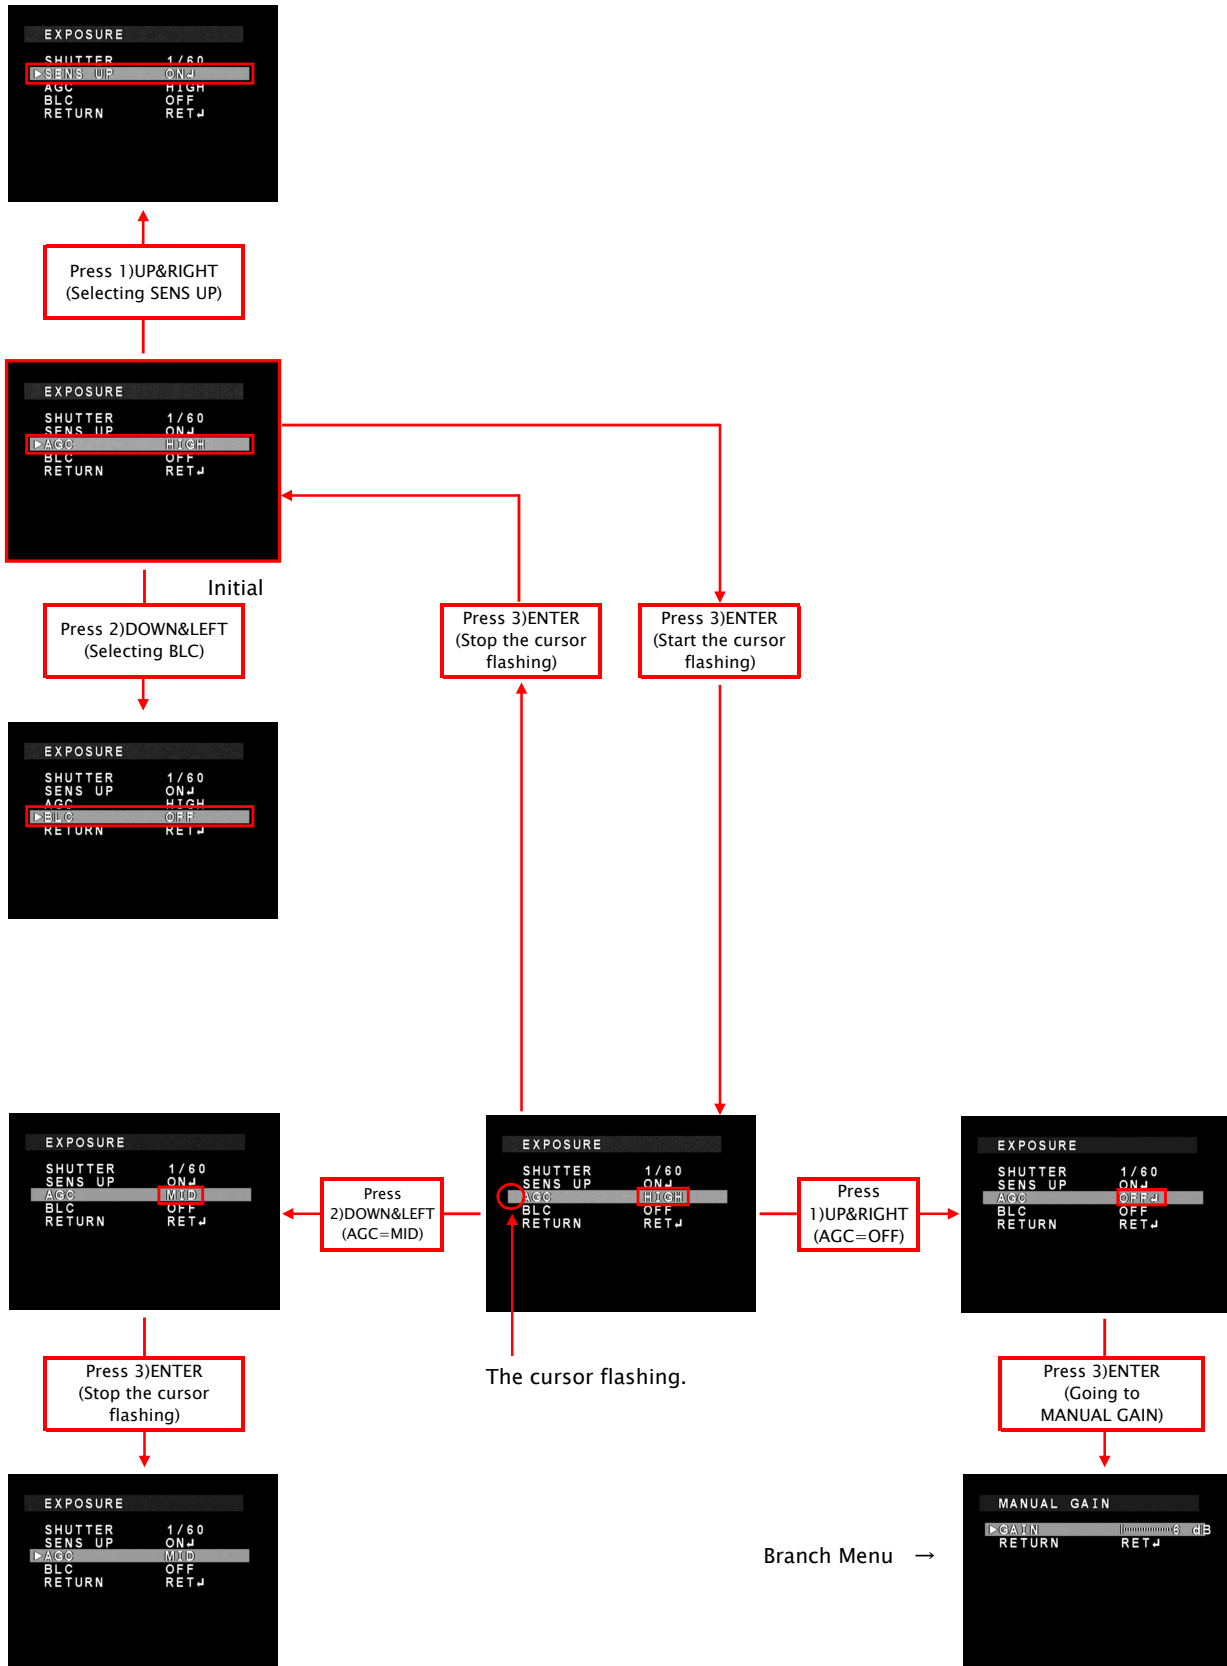 EXPOSURE
SHUTTER 1/60
▶SENS UP ON↲
AGC HIGH
BLC OFF
RETURN RET↲
Press 1)UP&RIGHT
(Selecting SENS UP)
EXPOSURE
SHUTTER 1/60
SENS UP ON↲
▶AGC HIGH
BLC OFF
RETURN RET↲
Initial
Press 2)DOWN&LEFT
(Selecting BLC)
Press 3)ENTER
(Stop the cursor
flashing)
Press 3)ENTER
(Start the cursor
flashing)
EXPOSURE
SHUTTER 1/60
SENS UP ON↲
AGC HIGH
▶BLC OFF
RETURN RET↲
EXPOSURE
SHUTTER 1/60
SENS UP ON↲
AGC MID
BLC OFF
RETURN RET↲
Press
2)DOWN&LEFT
(AGC=MID)
EXPOSURE
SHUTTER 1/60
SENS UP ON↲
AGC HIGH
BLC OFF
RETURN RET↲
Press
1)UP&RIGHT
(AGC=OFF)
EXPOSURE
SHUTTER 1/60
SENS UP ON↲
AGC OFF↲
BLC OFF
RETURN RET↲
The cursor flashing.
Press 3)ENTER
(Stop the cursor
flashing)
Press 3)ENTER
(Going to
MANUAL GAIN)
EXPOSURE
SHUTTER 1/60
SENS UP ON↲
▶AGC MID
BLC OFF
RETURN RET↲
Branch Menu →
MANUAL GAIN
▶GAIN 6 dB
RETURN RET↲